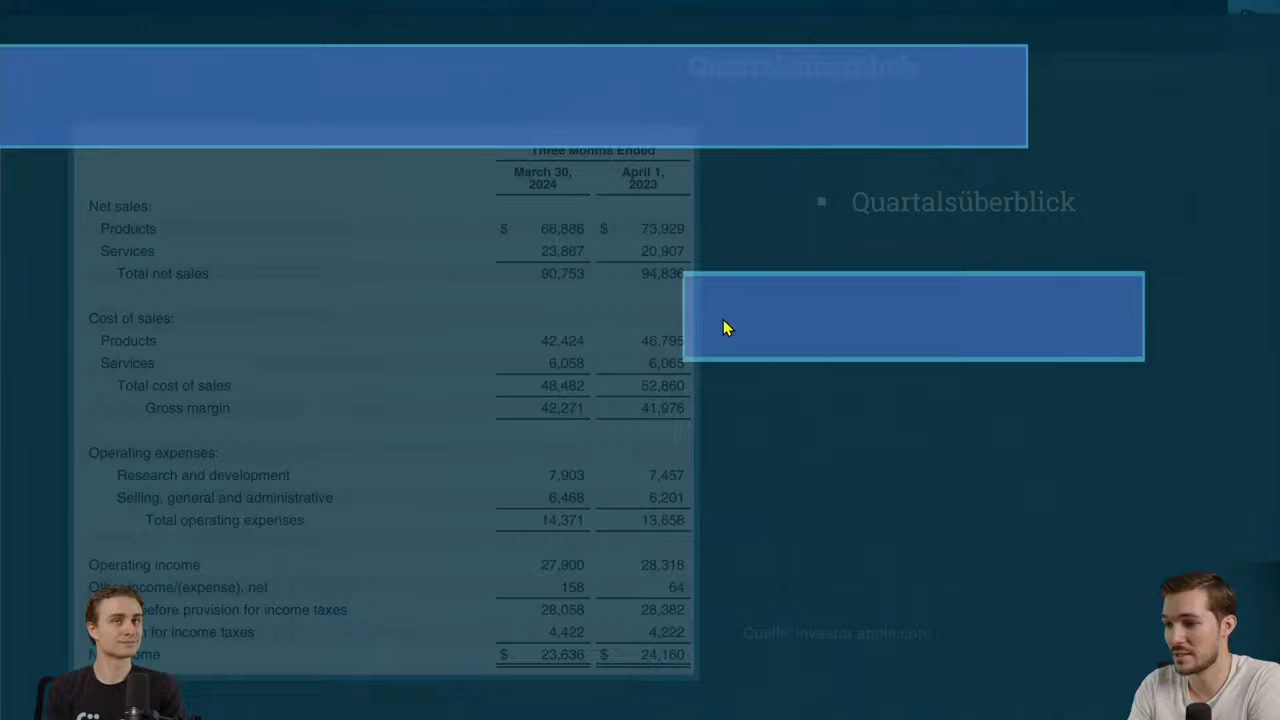 Quartalsüberblick
Three Months Ended
March 30, 2024 April 1, 2023
Net sales:
Products $ 66,886 $ 73,929
Services 23,867 20,907
Total net sales 90,753 94,836
Cost of sales:
Products 42,424 46,795
Services 6,058 6,065
Total cost of sales 48,482 52,860
Gross margin 42,271 41,976
Operating expenses:
Research and development 7,903 7,457
Selling, general and administrative 6,468 6,201
Total operating expenses 14,371 13,658
Operating income 27,900 28,318
income/(expense), net 158 64
before provision for income taxes 28,058 28,382
for income taxes 4,422 4,222
$ 23,636 $ 24,160
▪ Quartalsüberblick
Quelle: investor.apple.com